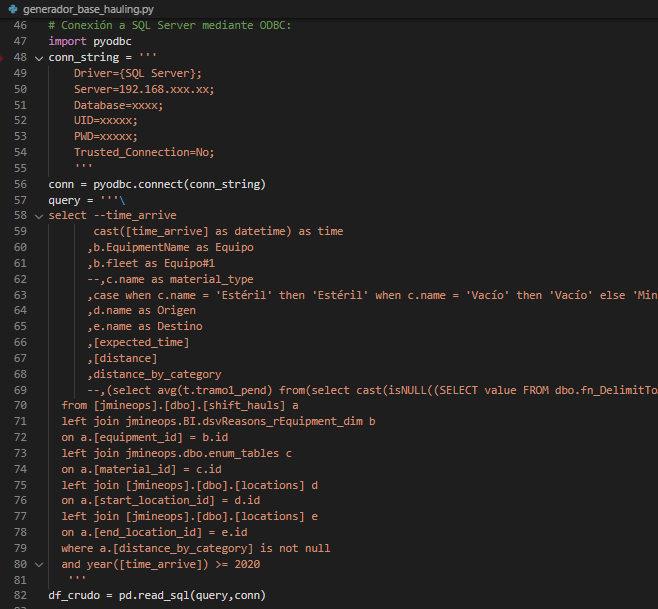 generador_base_hauling.py
46 # Conexión a SQL Server mediante ODBC:
47 import pyodbc
48 conn_string = '''
49 Driver={SQL Server};
50 Server=192.168.xxx.xx;
51 Database=xxxx;
52 UID=xxxxx;
53 PWD=xxxxx;
54 Trusted_Connection=No;
55 '''
56 conn = pyodbc.connect(conn_string)
57 query = '''\
58 select --time_arrive
59 cast([time_arrive] as datetime) as time
60 ,b.EquipmentName as Equipo
61 ,b.fleet as Equipo#1
62 --,c.name as material_type
63 ,case when c.name = 'Estéril' then 'Estéril' when c.name = 'Vacío' then 'Vacío' else 'Min
64 ,d.name as Origen
65 ,e.name as Destino
66 ,[expected_time]
67 ,[distance]
68 ,distance_by_category
69 --,(select avg(t.tramo1_pend) from(select cast(isNULL((SELECT value FROM dbo.fn_DelimitTo
70 from [jmineops].[dbo].[shift_hauls] a
71 left join jmineops.BI.dsvReasons_rEquipment_dim b
72 on a.[equipment_id] = b.id
73 left join jmineops.dbo.enum_tables c
74 on a.[material_id] = c.id
75 left join [jmineops].[dbo].[locations] d
76 on a.[start_location_id] = d.id
77 left join [jmineops].[dbo].[locations] e
78 on a.[end_location_id] = e.id
79 where a.[distance_by_category] is not null
80 and year([time_arrive]) >= 2020
81 '''
82 df_crudo = pd.read_sql(query,conn)